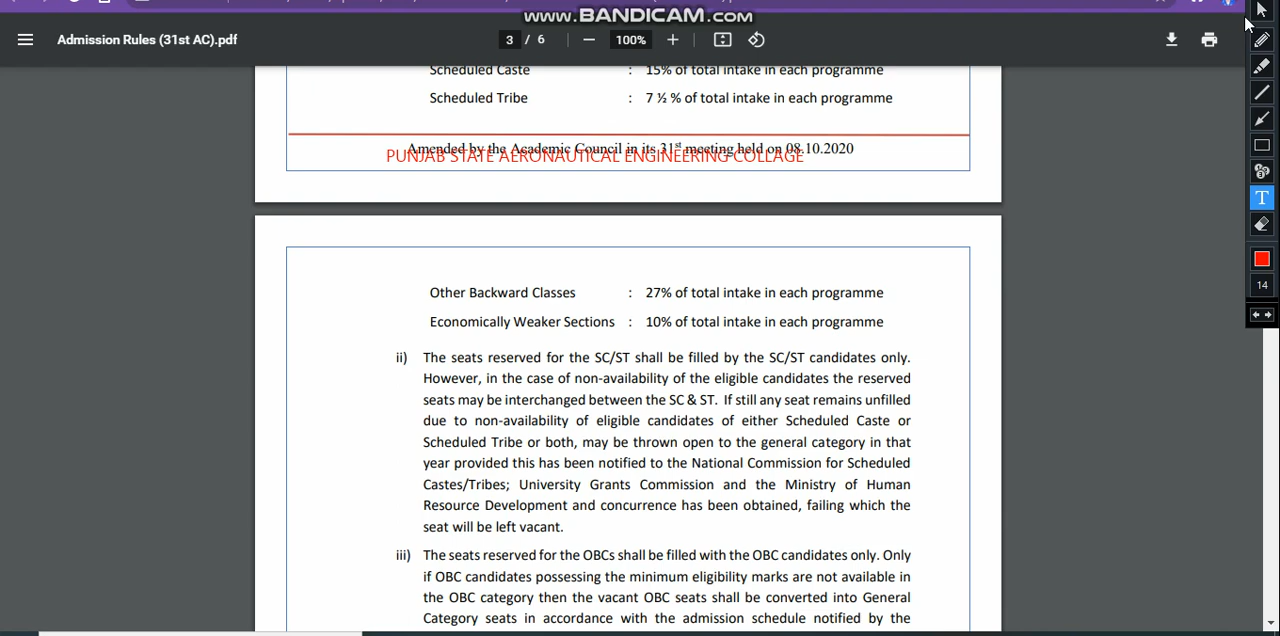 www.BANDICAM.com
Admission Rules (31st AC).pdf
3 / 6
100%
Scheduled Caste : 15% of total intake in each programme
Scheduled Tribe : 7 ½ % of total intake in each programme
Amended by the Academic Council in its 31st meeting held on 08.10.2020
PUNJAB STATE AERONAUTICAL ENGINEERING COLLAGE
Other Backward Classes : 27% of total intake in each programme
Economically Weaker Sections : 10% of total intake in each programme
ii) The seats reserved for the SC/ST shall be filled by the SC/ST candidates only.
However, in the case of non-availability of the eligible candidates the reserved
seats may be interchanged between the SC & ST. If still any seat remains unfilled
due to non-availability of eligible candidates of either Scheduled Caste or
Scheduled Tribe or both, may be thrown open to the general category in that
year provided this has been notified to the National Commission for Scheduled
Castes/Tribes; University Grants Commission and the Ministry of Human
Resource Development and concurrence has been obtained, failing which the
seat will be left vacant.
iii) The seats reserved for the OBCs shall be filled with the OBC candidates only. Only
if OBC candidates possessing the minimum eligibility marks are not available in
the OBC category then the vacant OBC seats shall be converted into General
Category seats in accordance with the admission schedule notified by the
T
14